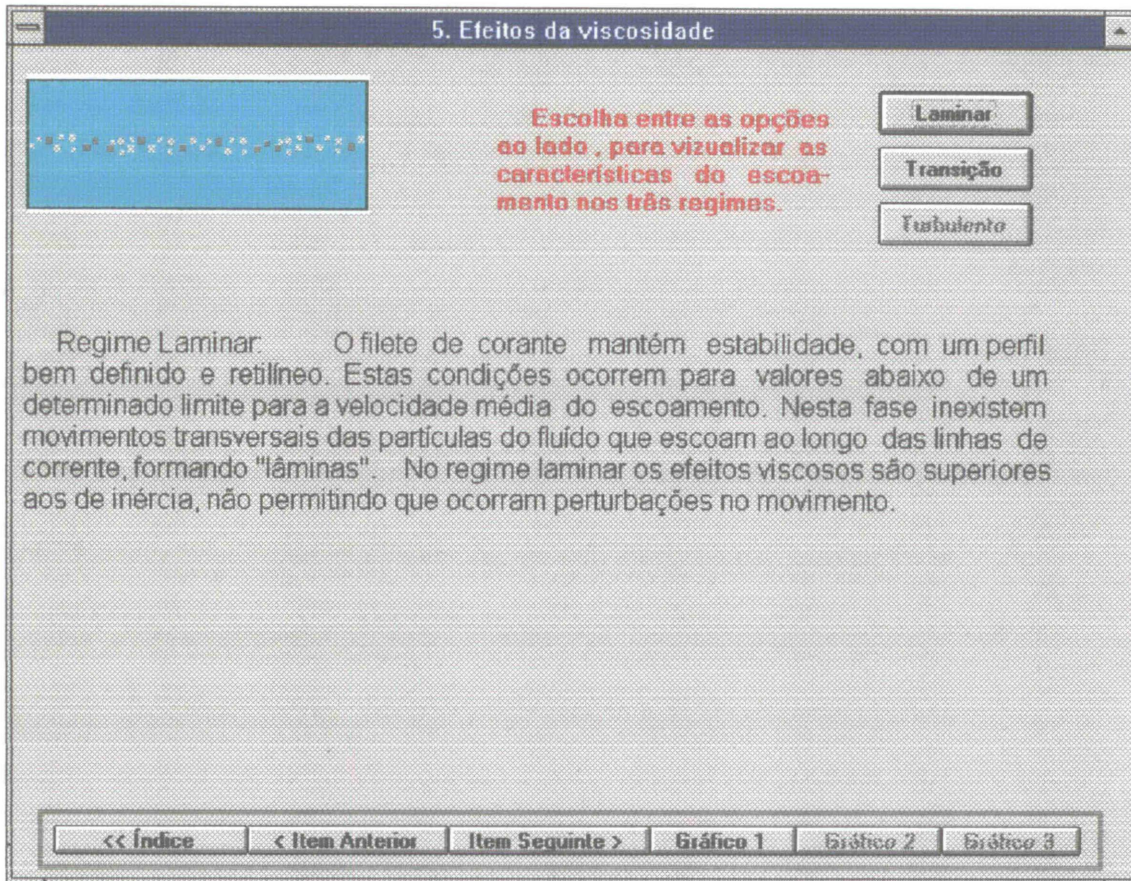 5. Efeitos da viscosidade
Escolha entre as opções
ao lado , para vizualizar as
características do escoa-
mento nos três regimes.
Laminar
Transição
Turbulento
Regime Laminar: O filete de corante mantém estabilidade, com um perfil
bem definido e retilíneo. Estas condições ocorrem para valores abaixo de um
determinado limite para a velocidade média do escoamento. Nesta fase inexistem
movimentos transversais das partículas do fluído que escoam ao longo das linhas de
corrente, formando "lâminas". No regime laminar os efeitos viscosos são superiores
aos de inércia, não permitindo que ocorram perturbações no movimento.
<< Índice
< Item Anterior
Item Seguinte >
Gráfico 1
Gráfico 2
Gráfico 3